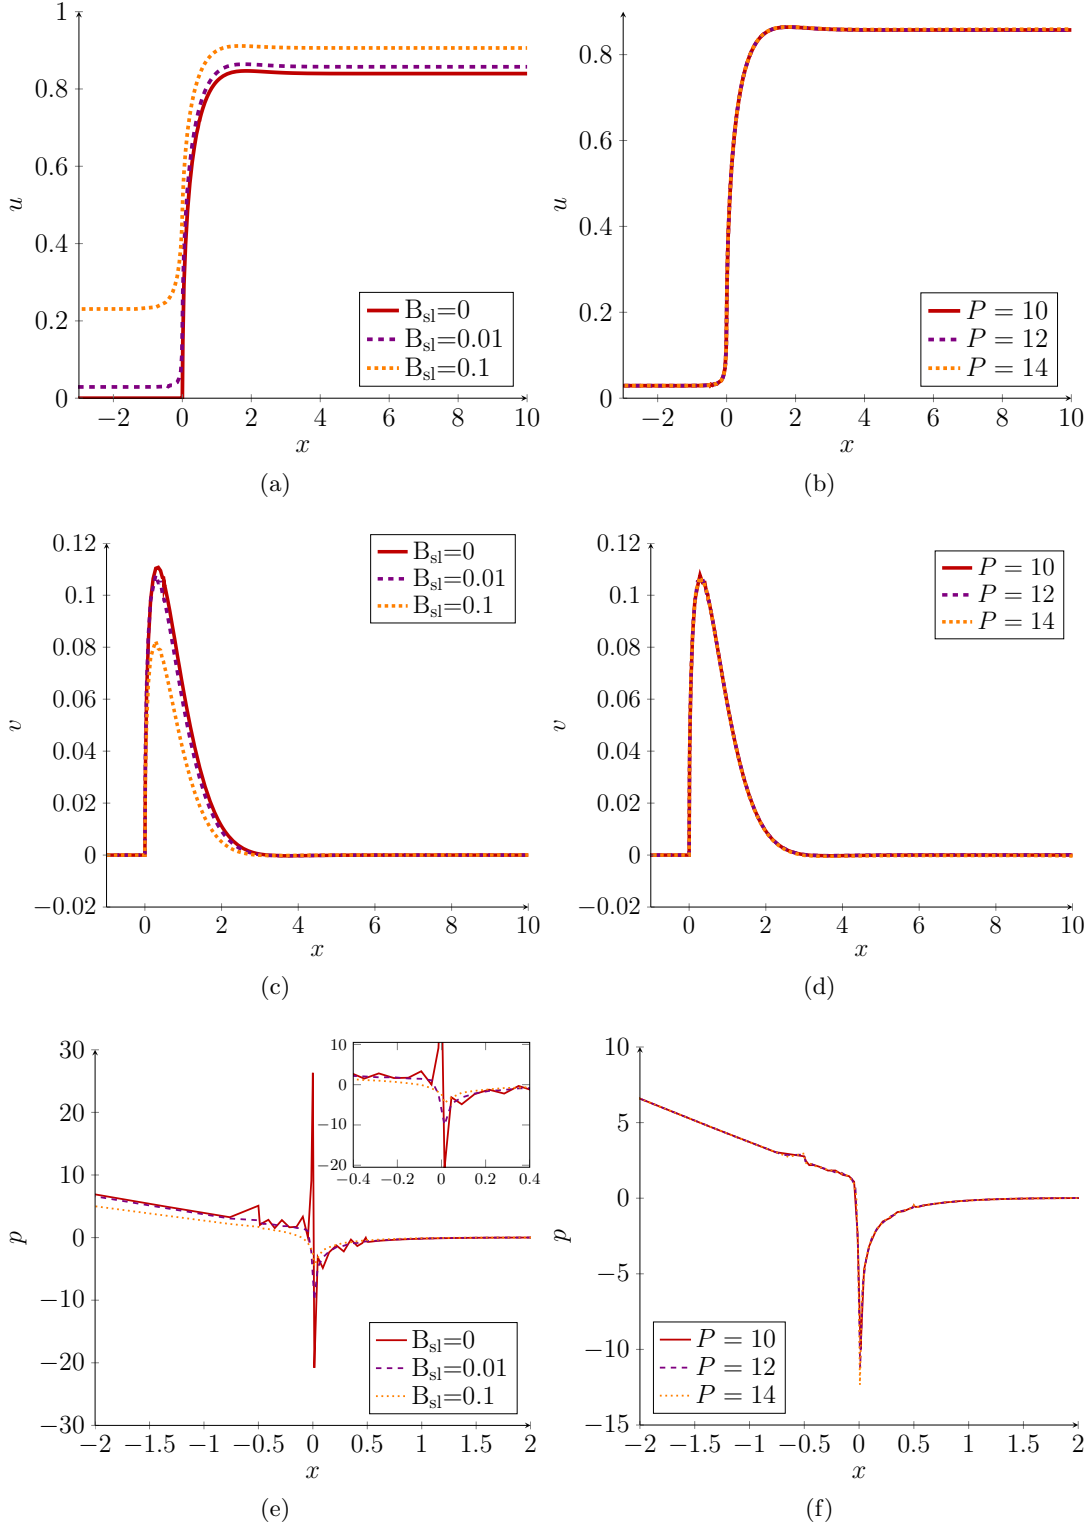 1
0.8
0.6
0.4
0.2
0
u
−2 0 2 4 6 8 10
x
B_sl=0
B_sl=0.01
B_sl=0.1
(a)
0.8
0.6
0.4
0.2
0
u
−2 0 2 4 6 8 10
x
P = 10
P = 12
P = 14
(b)
0.12
0.1
0.08
0.06
0.04
0.02
0
−0.02
v
0 2 4 6 8 10
x
B_sl=0
B_sl=0.01
B_sl=0.1
(c)
0.12
0.1
0.08
0.06
0.04
0.02
0
−0.02
v
0 2 4 6 8 10
x
P = 10
P = 12
P = 14
(d)
30
20
10
0
−10
−20
−30
p
−2 −1.5 −1 −0.5 0 0.5 1 1.5 2
x
10
0
−10
−20
−0.4 −0.2 0 0.2 0.4
B_sl=0
B_sl=0.01
B_sl=0.1
(e)
10
5
0
−5
−10
−15
p
−2 −1.5 −1 −0.5 0 0.5 1 1.5 2
x
P = 10
P = 12
P = 14
(f)